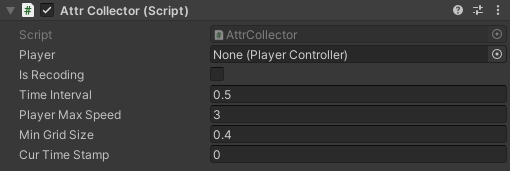 Attr Collector (Script)
Script AttrCollector
Player None (Player Controller)
Is Recoding
Time Interval 0.5
Player Max Speed 3
Min Grid Size 0.4
Cur Time Stamp 0